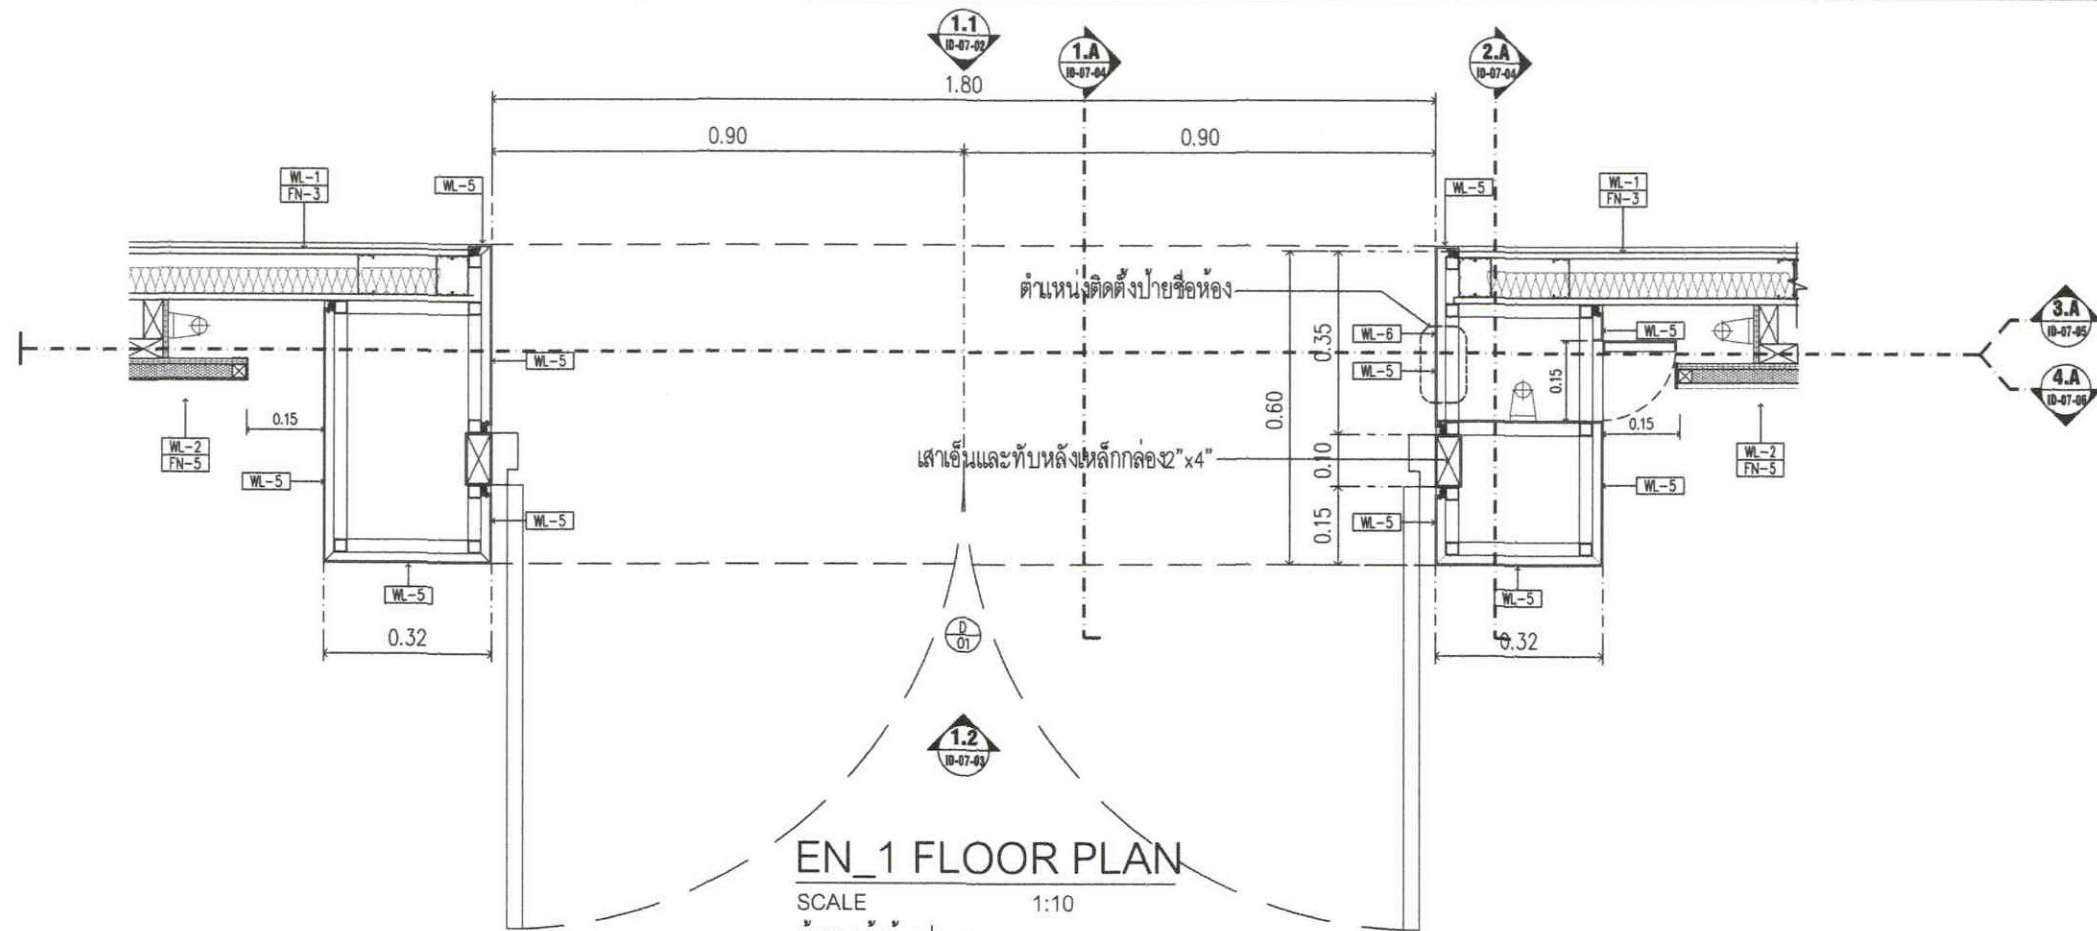 1.1
ID-07-02
1.A
ID-07-04
2.A
ID-07-04
1.80
0.90
0.90
WL-1
FN-3
WL-5
WL-5
WL-1
FN-3
ตำแหน่งติดตั้งป้ายชื่อห้อง
3.A
ID-07-05
WL-6
WL-5
0.35
WL-5
WL-5
0.15
4.A
ID-07-06
0.60
0.15
0.15
WL-2
FN-5
WL-5
เสาเอ็นและทับหลังเหล็กกล่อง2"x4"
0.10
WL-5
WL-2
FN-5
WL-5
WL-5
0.15
WL-5
WL-5
0.32
D
01
0.32
1.2
ID-07-03
EN_1 FLOOR PLAN
SCALE 1:10